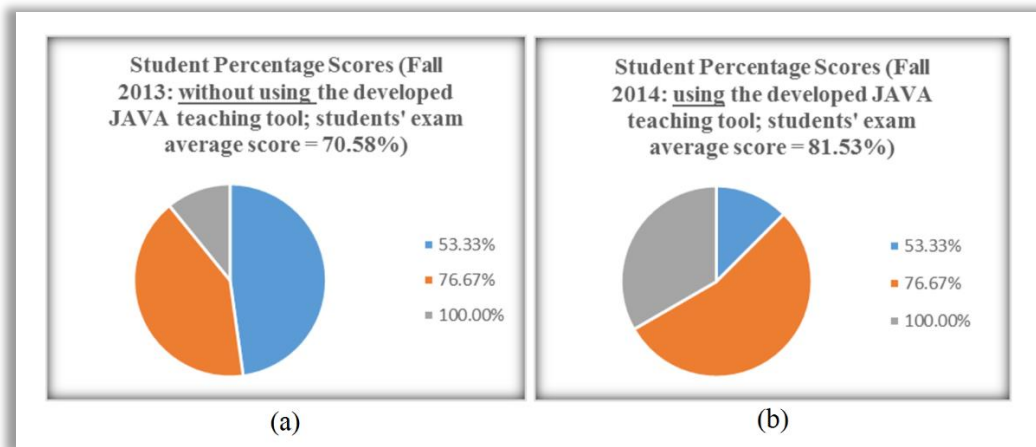 Student Percentage Scores (Fall
2013: without using the developed
JAVA teaching tool; students' exam
average score = 70.58%)
53.33%
76.67%
100.00%
(a)
Student Percentage Scores (Fall
2014: using the developed JAVA
teaching tool; students' exam
average score = 81.53%)
53.33%
76.67%
100.00%
(b)